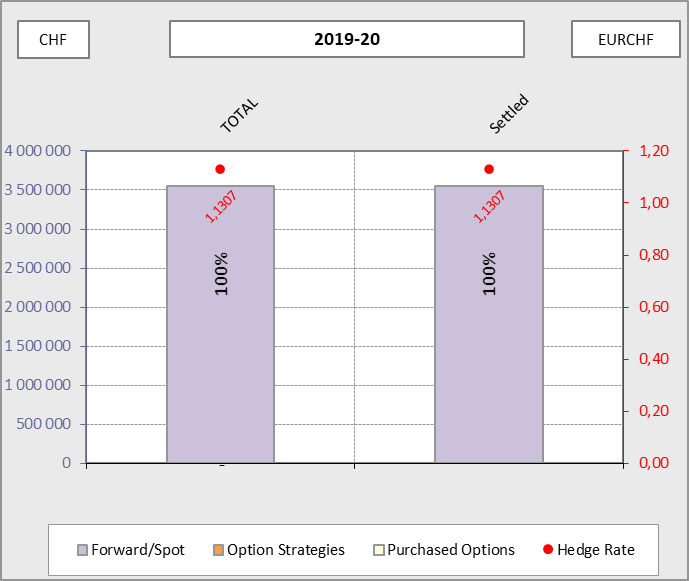 CHF
2019-20
EURCHF
TOTAL
Settled
4 000 000
3 500 000
3 000 000
2 500 000
2 000 000
1 500 000
1 000 000
500 000
0
1,20
1,00
0,80
0,60
0,40
0,20
0,00
1,1307
100%
1,1307
100%
-
Forward/Spot
Option Strategies
Purchased Options
Hedge Rate